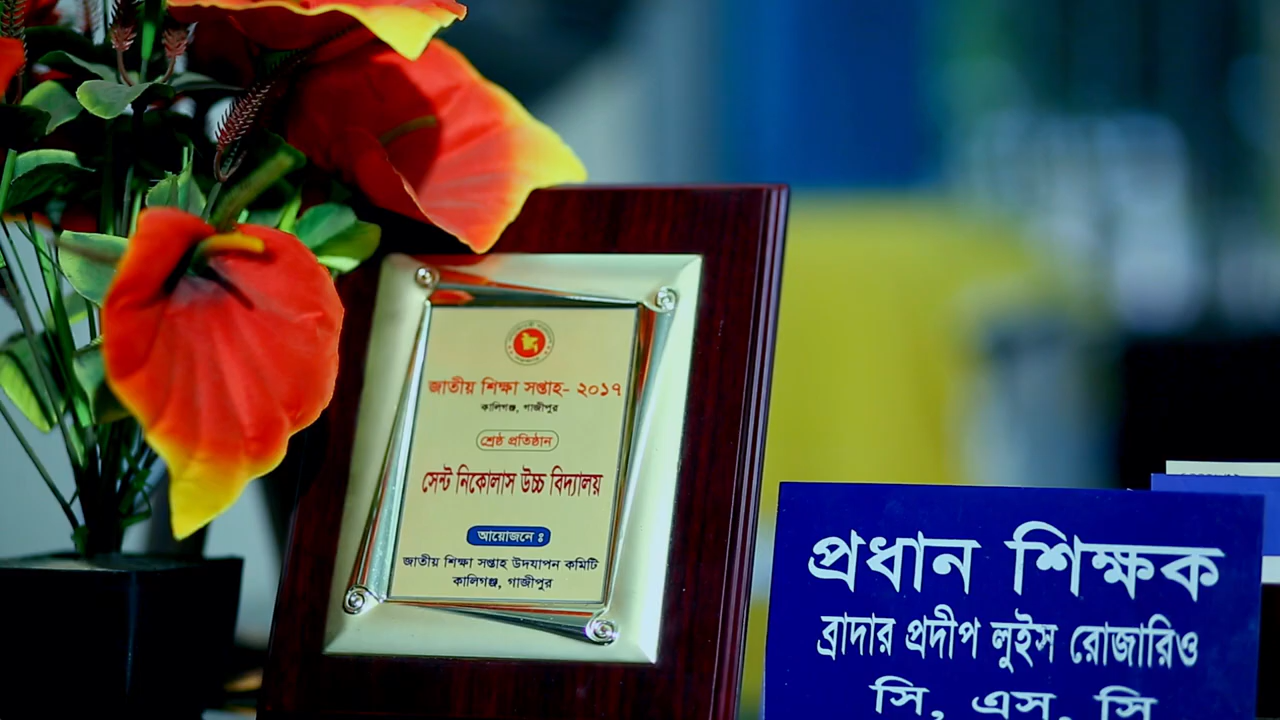 জাতীয় শিক্ষা সপ্তাহ- ২০১৭
কালিগঞ্জ, গাজীপুর
শ্রেষ্ঠ প্রতিষ্ঠান
সেন্ট নিকোলাস উচ্চ বিদ্যালয়
আয়োজনে ঃ
জাতীয় শিক্ষা সপ্তাহ উদযাপন কমিটি
কালিগঞ্জ, গাজীপুর
প্রধান শিক্ষক
ব্রাদার প্রদীপ লুইস রোজারিও
সি. এস. সি